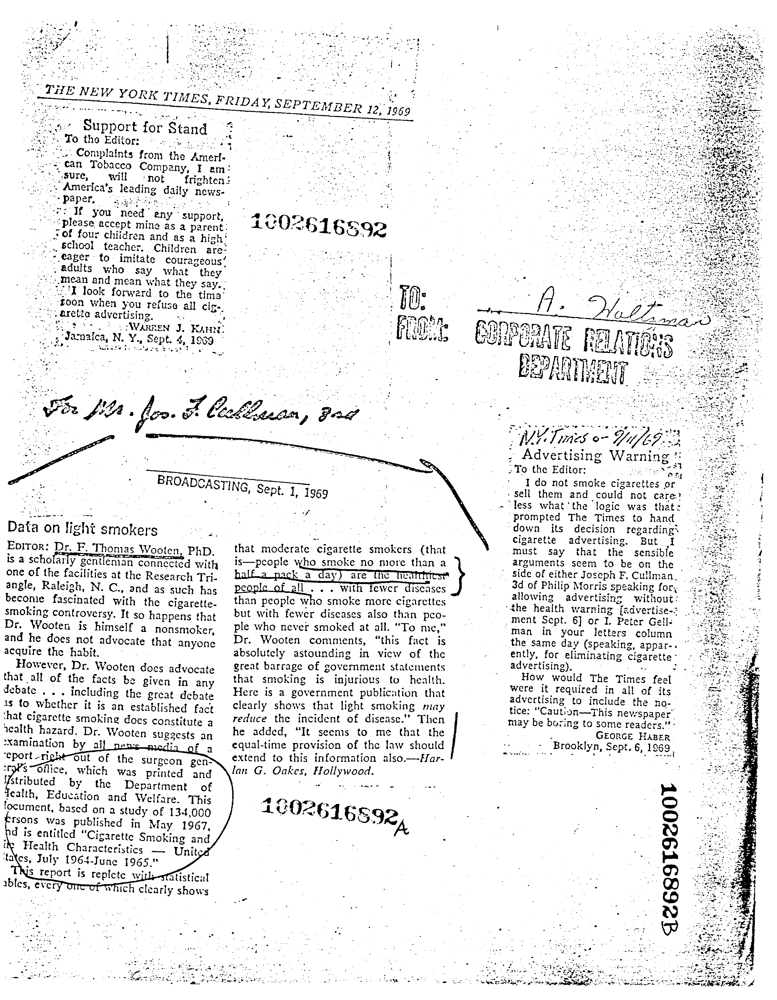 THE NEW YORK TIMES, FRIDAY, SEPTEMBER 12, 1969
Support for Stand
To the Editor:
Complaints from the Ameri-
can Tobacco Company, I am
sure, will not frighten
America's leading daily news-
paper.
If you need any support,
please accept mine as a parent
of four children and as a high
school teacher. Children are
eager to imitate courageous
adults who say what they
mean and mean what they say.
I look forward to the time
soon when you refuse all cig-
arette advertising.
WARREN J. KAHN
Jamaica, N. Y., Sept. 4, 1969
1002616892
TO: A. Holtzman
FROM: CORPORATE RELATIONS
DEPARTMENT
For Mr. Jos. F. Cullman, 3rd
BROADCASTING, Sept. 1, 1969
Data on light smokers
EDITOR: Dr. F. Thomas Wooten, PhD.
is a scholarly gentleman connected with
one of the facilities at the Research Tri-
angle, Raleigh, N. C., and as such has
become fascinated with the cigarette-
smoking controversy. It so happens that
Dr. Wooten is himself a nonsmoker,
and he does not advocate that anyone
acquire the habit.
However, Dr. Wooten does advocate
that all of the facts be given in any
debate . . . including the great debate
as to whether it is an established fact
that cigarette smoking does constitute a
health hazard. Dr. Wooten suggests an
examination by all news media of a
report right out of the surgeon gen-
eral's office, which was printed and
distributed by the Department of
Health, Education and Welfare. This
document, based on a study of 134,000
persons was published in May 1967,
and is entitled "Cigarette Smoking and
the Health Characteristics — United
States, July 1964-June 1965."
This report is replete with statistical
tables, every one of which clearly shows
that moderate cigarette smokers (that
is—people who smoke no more than a
half a pack a day) are the healthiest
people of all . . . with fewer diseases
than people who smoke more cigarettes
but with fewer diseases also than peo-
ple who never smoked at all. "To me,"
Dr. Wooten comments, "this fact is
absolutely astounding in view of the
great barrage of government statements
that smoking is injurious to health.
Here is a government publication that
clearly shows that light smoking may
reduce the incident of disease." Then
he added, "It seems to me that the
equal-time provision of the law should
extend to this information also.—Har-
lan G. Oakes, Hollywood.
1002616892A
N.Y. Times - 9/11/69
Advertising Warning
To the Editor:
I do not smoke cigarettes or
sell them and could not care
less what the logic was that
prompted The Times to hand
down its decision regarding
cigarette advertising. But I
must say that the sensible
arguments seem to be on the
side of either Joseph F. Cullman
3d of Philip Morris speaking for
allowing advertising without
the health warning [advertise-
ment Sept. 6] or I. Peter Gell-
man in your letters column
the same day (speaking, appar-
ently, for eliminating cigarette
advertising).
How would The Times feel
were it required in all of its
advertising to include the no-
tice: "Caution—This newspaper
may be boring to some readers."
GEORGE HABER
Brooklyn, Sept. 6, 1969
1002616892B